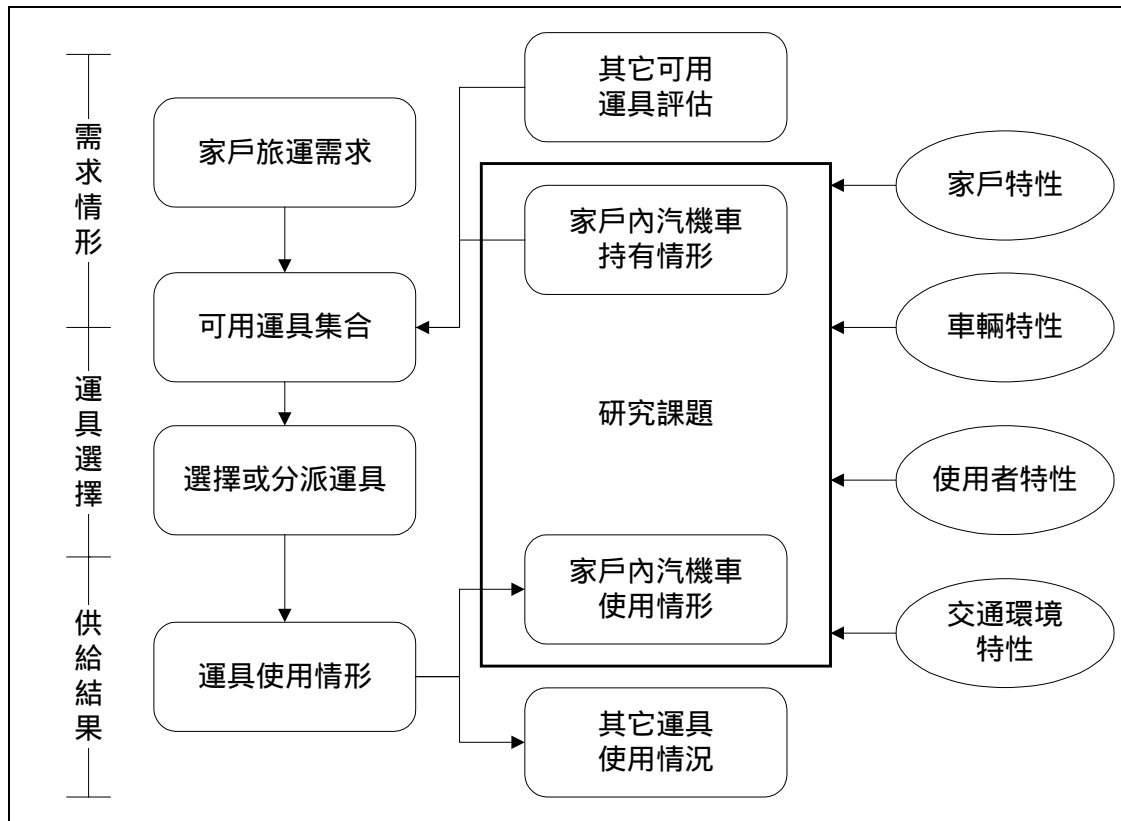 需求情形
運具選擇
供給結果
家戶旅運需求
可用運具集合
選擇或分派運具
運具使用情形
其它可用
運具評估
家戶內汽機車
持有情形
研究課題
家戶內汽機車
使用情形
其它運具
使用情況
家戶特性
車輛特性
使用者特性
交通環境
特性